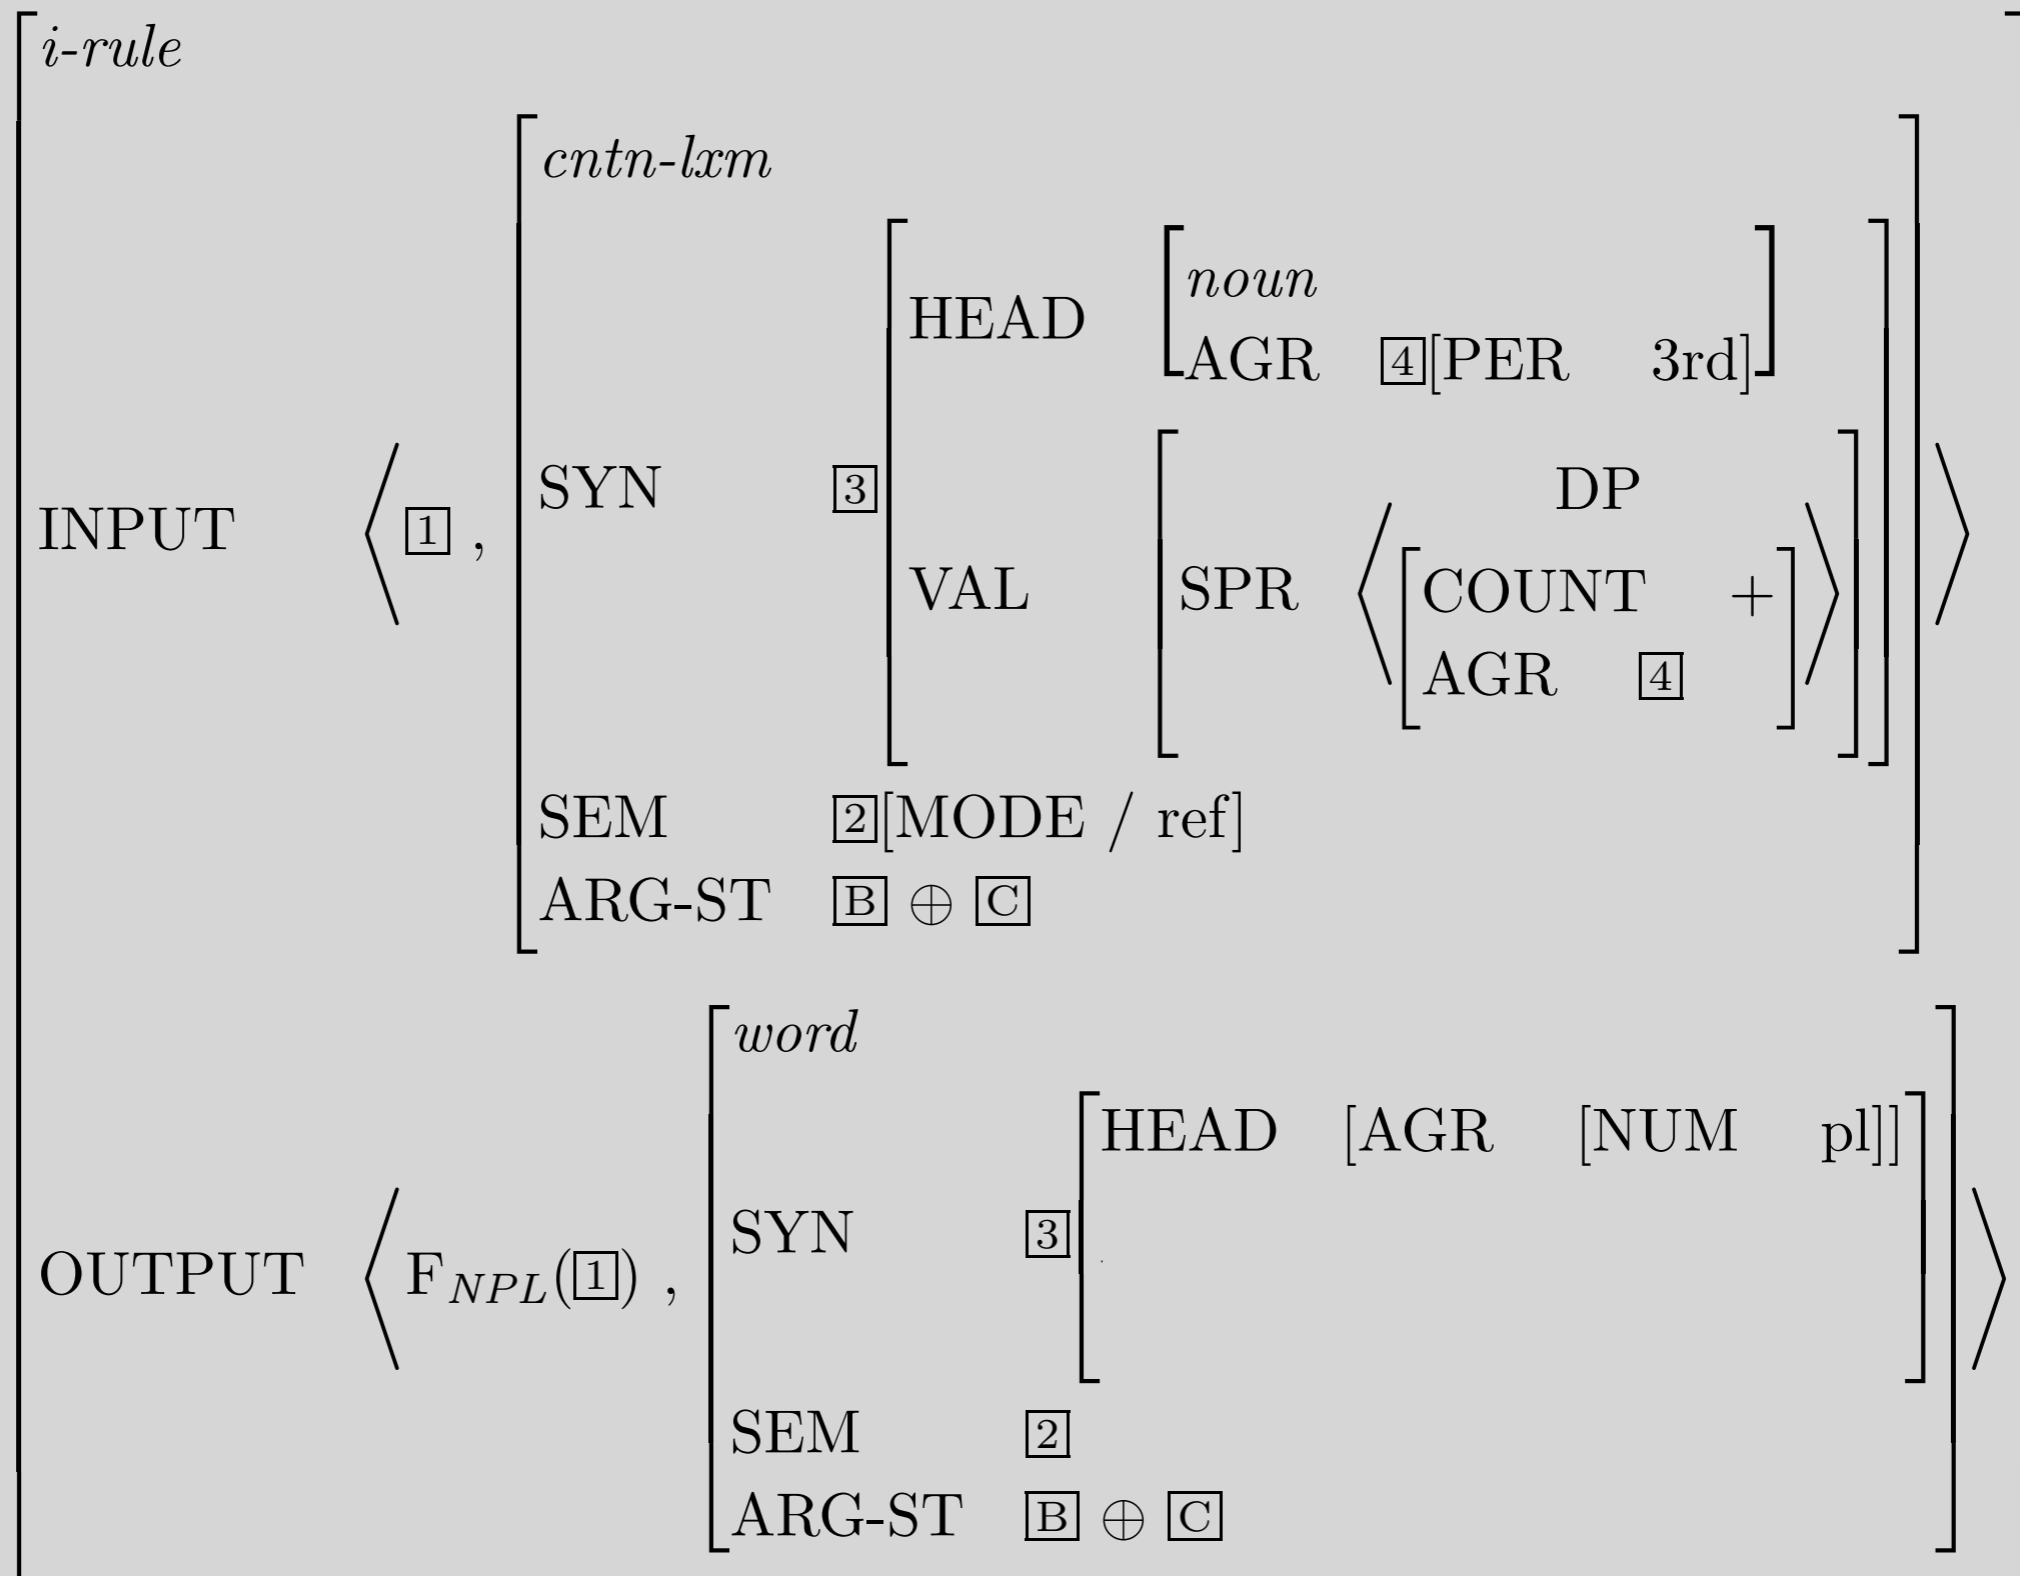 i-rule
cntn-lxm
noun
HEAD
AGR 4[PER 3rd]
DP
SYN 3
INPUT ⟨ 1 ,
VAL [SPR ⟨ [COUNT +] ⟩]
AGR 4
SEM 2[MODE / ref]
ARG-ST B ⊕ C
word
HEAD [AGR [NUM pl]]
SYN 3
OUTPUT ⟨ F_NPL(1) ,
SEM 2
ARG-ST B ⊕ C